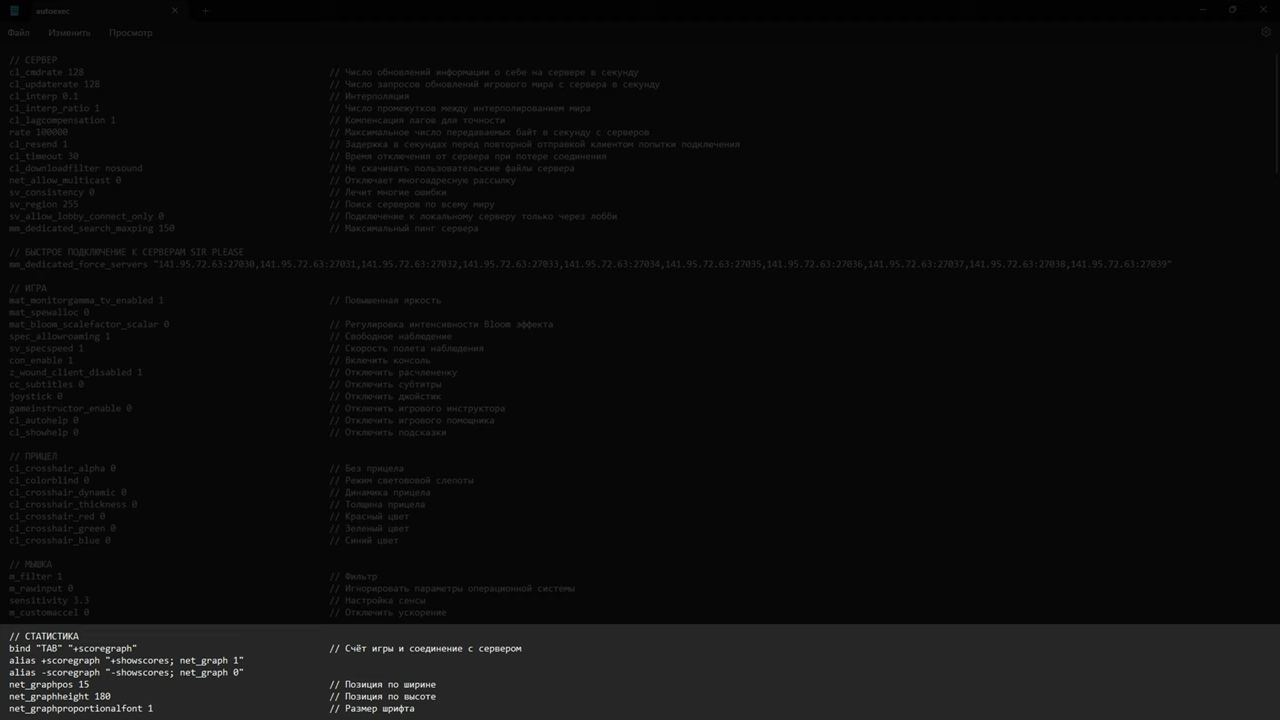 autoexec
Файл Изменить Просмотр
// СЕРВЕР
cl_cmdrate 128 // Число обновлений информации о себе на сервере в секунду
cl_updaterate 128 // Число запросов обновлений игрового мира с сервера в секунду
cl_interp 0.1 // Интерполяция
cl_interp_ratio 1 // Число промежутков между интерполированием мира
cl_lagcompensation 1 // Компенсация лагов для точности
rate 100000 // Максимальное число передаваемых байт в секунду с серверов
cl_resend 1 // Задержка в секундах перед повторной отправкой клиентом попытки подключения
cl_timeout 30 // Время отключения от сервера при потере соединения
cl_downloadfilter nosound // Не скачивать пользовательские файлы сервера
net_allow_multicast 0 // Отключает многоадресную рассылку
sv_consistency 0 // Лечит многие ошибки
sv_region 255 // Поиск серверов по всему миру
sv_allow_lobby_connect_only 0 // Подключение к локальному серверу только через лобби
mm_dedicated_search_maxping 150 // Максимальный пинг сервера
// БЫСТРОЕ ПОДКЛЮЧЕНИЕ К СЕРВЕРАМ SIR PLEASE
mm_dedicated_force_servers "141.95.72.63:27030,141.95.72.63:27031,141.95.72.63:27032,141.95.72.63:27033,141.95.72.63:27034,141.95.72.63:27035,141.95.72.63:27036,141.95.72.63:27037,141.95.72.63:27038,141.95.72.63:27039"
// ИГРА
mat_monitorgamma_tv_enabled 1 // Повышенная яркость
mat_spewalloc 0
mat_bloom_scalefactor_scalar 0 // Регулировка интенсивности Bloom эффекта
spec_allowroaming 1 // Свободное наблюдение
sv_specspeed 1 // Скорость полета наблюдения
con_enable 1 // Включить консоль
z_wound_client_disabled 1 // Отключить расчлененку
cc_subtitles 0 // Отключить субтитры
joystick 0 // Отключить джойстик
gameinstructor_enable 0 // Отключить игрового инструктора
cl_autohelp 0 // Отключить игрового помощника
cl_showhelp 0 // Отключить подсказки
// ПРИЦЕЛ
cl_crosshair_alpha 0 // Без прицела
cl_colorblind 0 // Режим световой слепоты
cl_crosshair_dynamic 0 // Динамика прицела
cl_crosshair_thickness 0 // Толщина прицела
cl_crosshair_red 0 // Красный цвет
cl_crosshair_green 0 // Зеленый цвет
cl_crosshair_blue 0 // Синий цвет
// МЫШКА
m_filter 1 // Фильтр
m_rawinput 0 // Игнорировать параметры операционной системы
sensitivity 3.3 // Настройка сенсы
m_customaccel 0 // Отключить ускорение
// СТАТИСТИКА
bind "TAB" "+scoregraph" // Счёт игры и соединение с сервером
alias +scoregraph "+showscores; net_graph 1"
alias -scoregraph "-showscores; net_graph 0"
net_graphpos 15 // Позиция по ширине
net_graphheight 180 // Позиция по высоте
net_graphproportionalfont 1 // Размер шрифта